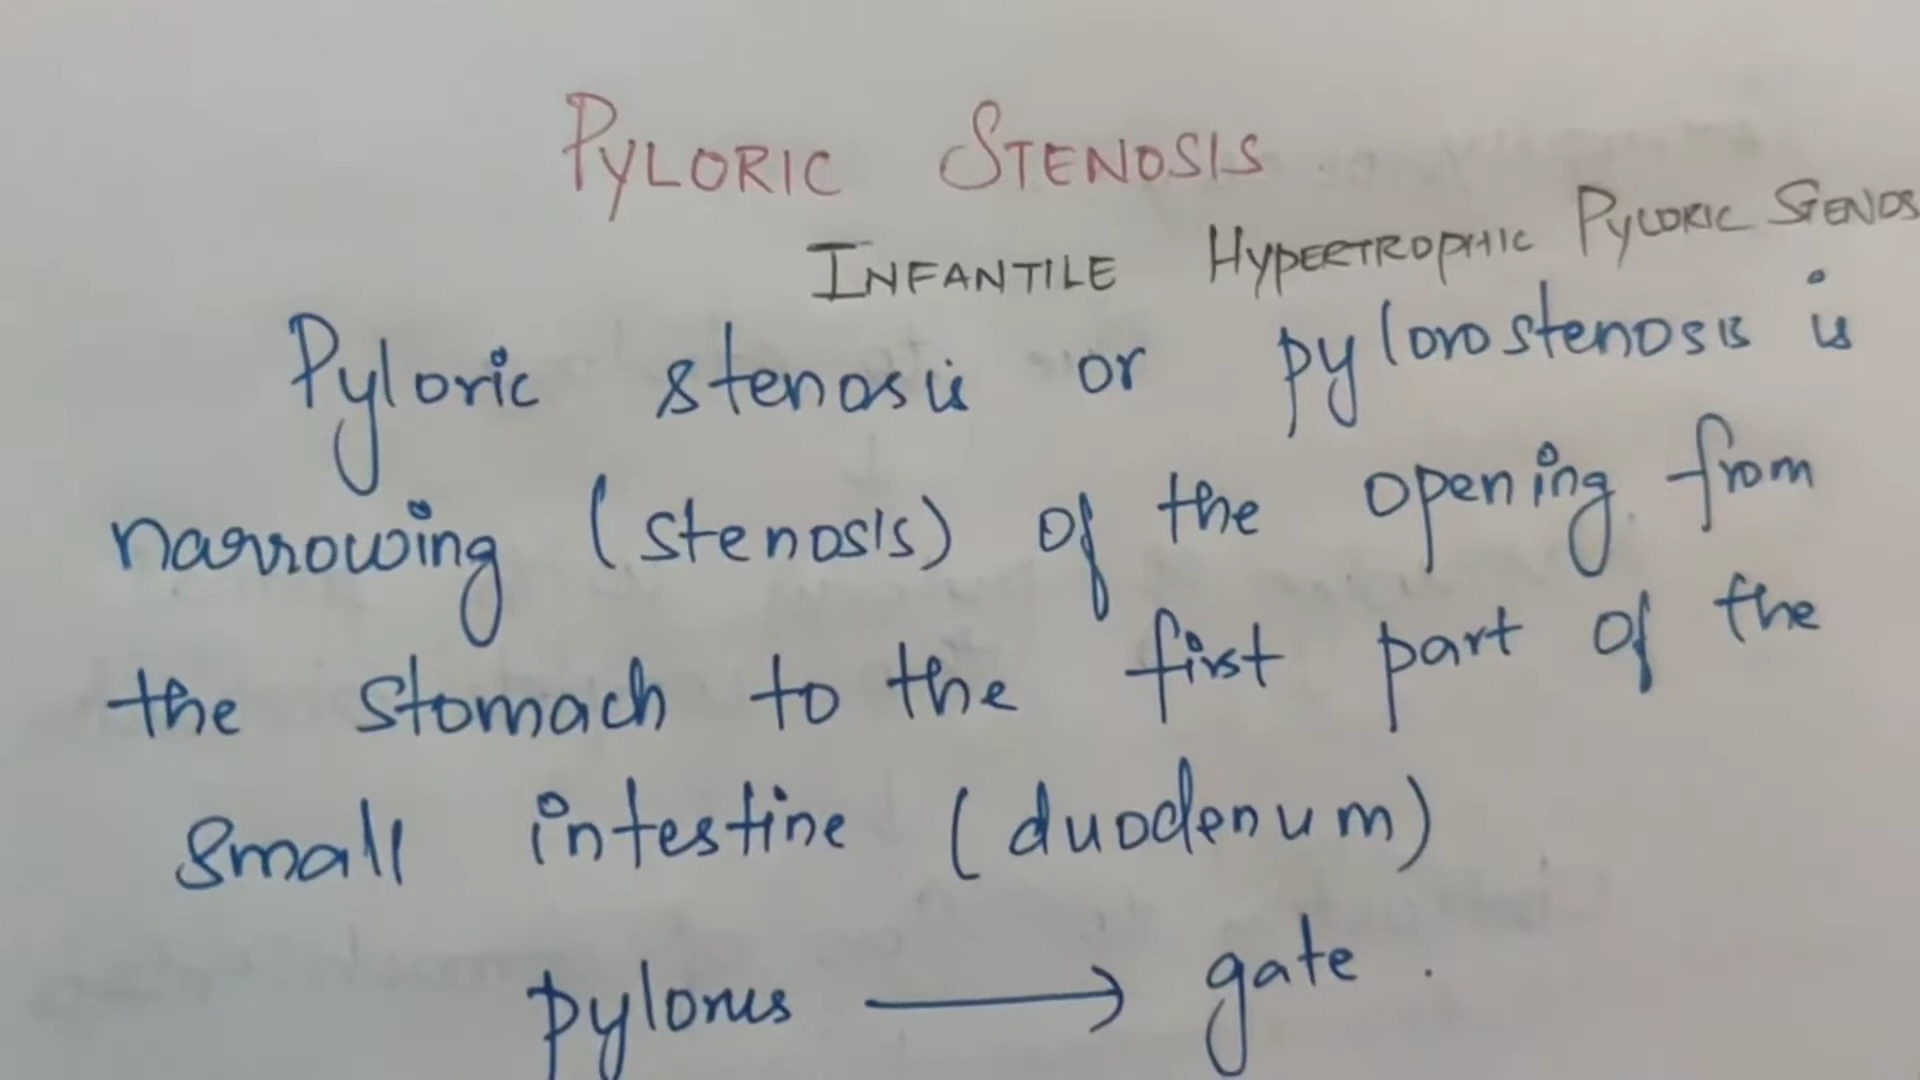 PYLORIC STENOSIS
INFANTILE HYPERTROPHIC PYLORIC STENOS
Pyloric stenosis or pylorostenosis is
narrowing (stenosis) of the opening from
the stomach to the first part of the
small intestine (duodenum)
pylorus → gate.